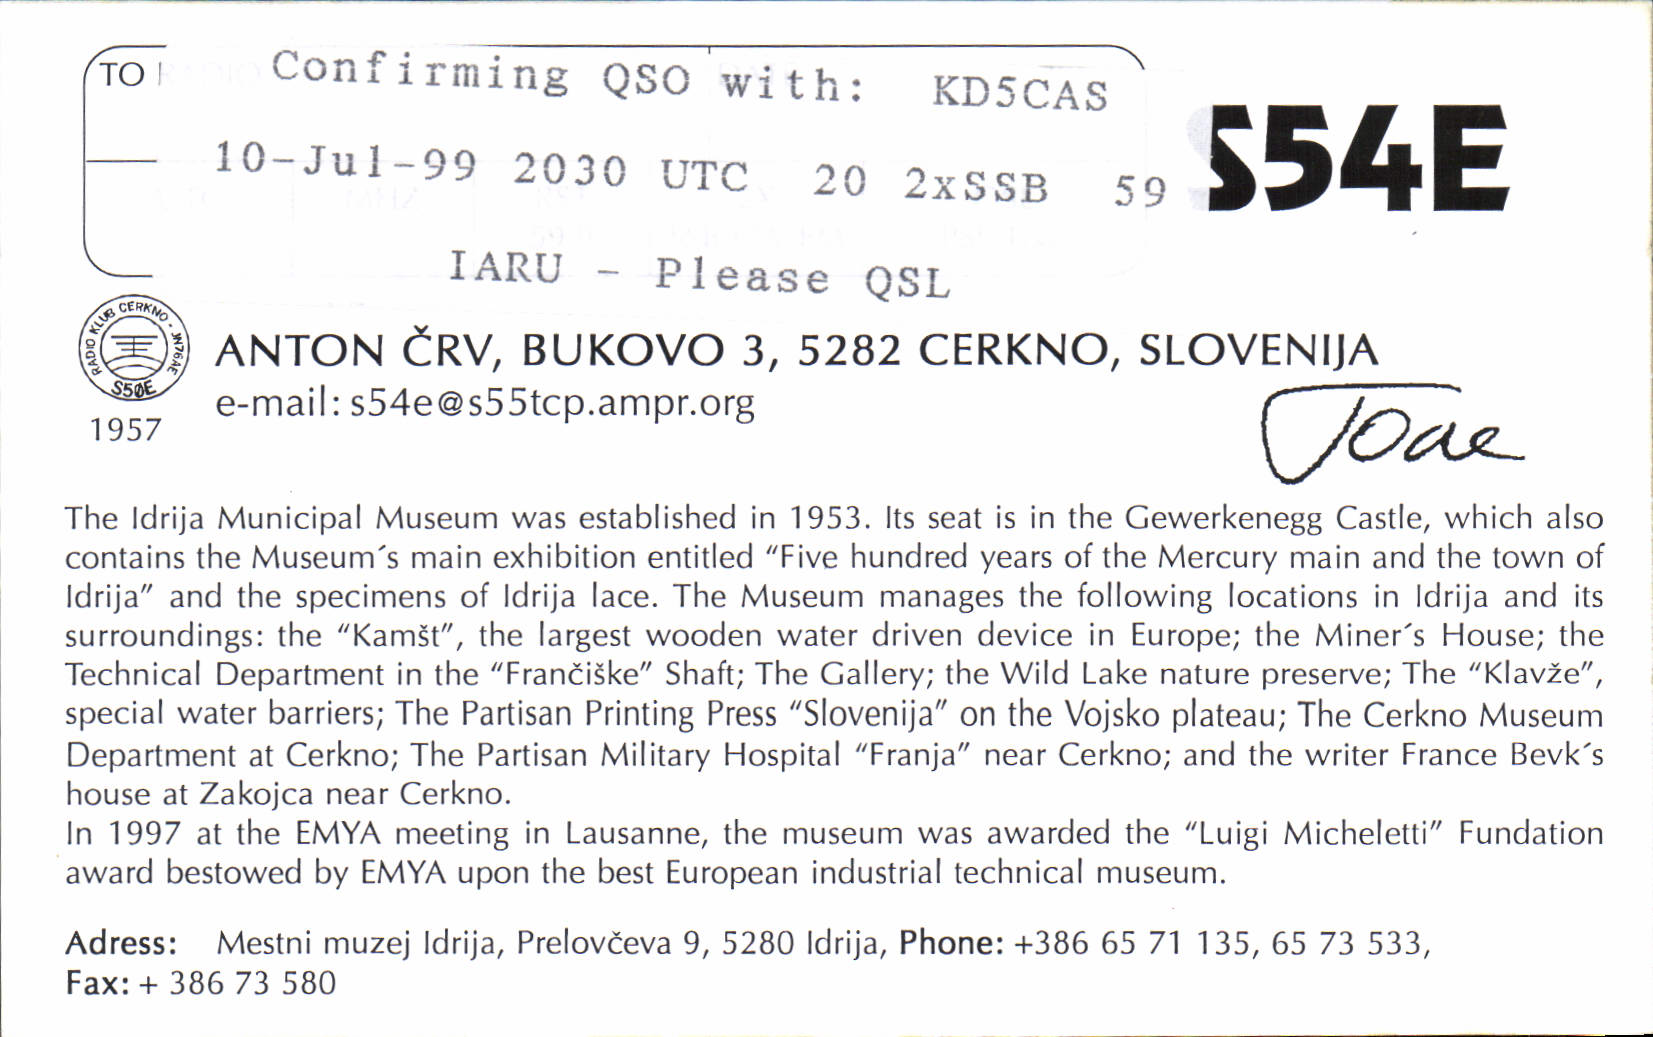 TO Confirming QSO with: KD5CAS
10-Jul-99 2030 UTC 20 2xSSB 59
IARU - Please QSL
S54E
RADIO KLUB CERKNO - JN76AE
S5ØE
1957
ANTON ČRV, BUKOVO 3, 5282 CERKNO, SLOVENIJA
e-mail: s54e@s55tcp.ampr.org
The Idrija Municipal Museum was established in 1953. Its seat is in the Gewerkenegg Castle, which also
contains the Museum´s main exhibition entitled "Five hundred years of the Mercury main and the town of
Idrija" and the specimens of Idrija lace. The Museum manages the following locations in Idrija and its
surroundings: the "Kamšt", the largest wooden water driven device in Europe; the Miner´s House; the
Technical Department in the "Frančiške" Shaft; The Gallery; the Wild Lake nature preserve; The "Klavže",
special water barriers; The Partisan Printing Press "Slovenija" on the Vojsko plateau; The Cerkno Museum
Department at Cerkno; The Partisan Military Hospital "Franja" near Cerkno; and the writer France Bevk´s
house at Zakojca near Cerkno.
In 1997 at the EMYA meeting in Lausanne, the museum was awarded the "Luigi Micheletti" Fundation
award bestowed by EMYA upon the best European industrial technical museum.
Adress: Mestni muzej Idrija, Prelovčeva 9, 5280 Idrija, Phone: +386 65 71 135, 65 73 533,
Fax: + 386 73 580